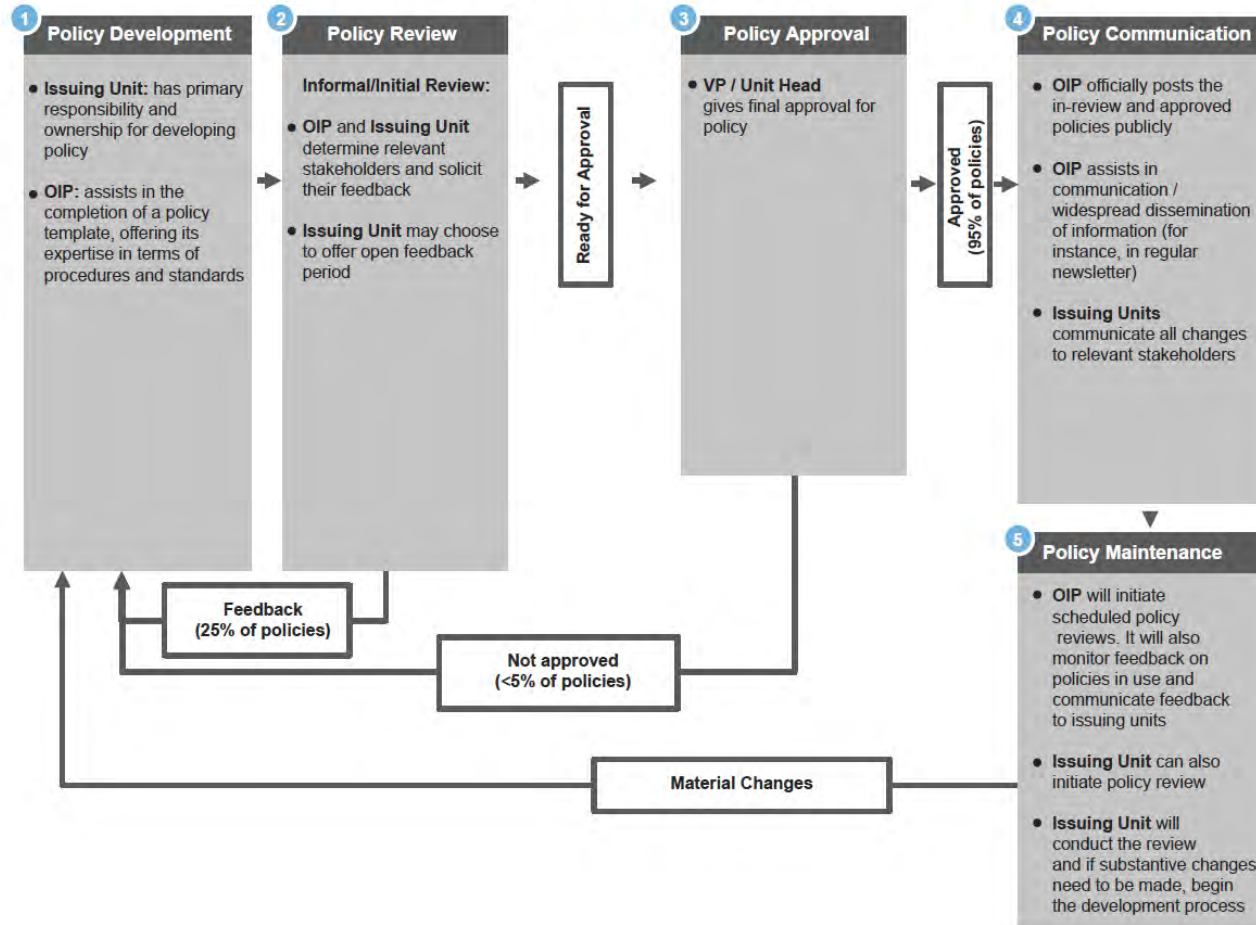 1
Policy Development
● Issuing Unit: has primary
responsibility and
ownership for developing
policy
● OIP: assists in the
completion of a policy
template, offering its
expertise in terms of
procedures and standards
2
Policy Review
Informal/Initial Review:
● OIP and Issuing Unit
determine relevant
stakeholders and solicit
their feedback
● Issuing Unit may choose
to offer open feedback
period
Ready for Approval
3
Policy Approval
● VP / Unit Head
gives final approval for
policy
Approved
(95% of policies)
4
Policy Communication
● OIP officially posts the
in-review and approved
policies publicly
● OIP assists in
communication /
widespread dissemination
of information (for
instance, in regular
newsletter)
● Issuing Units
communicate all changes
to relevant stakeholders
5
Policy Maintenance
● OIP will initiate
scheduled policy
reviews. It will also
monitor feedback on
policies in use and
communicate feedback
to issuing units
● Issuing Unit can also
initiate policy review
● Issuing Unit will
conduct the review
and if substantive changes
need to be made, begin
the development process
Feedback
(25% of policies)
Not approved
(<5% of policies)
Material Changes